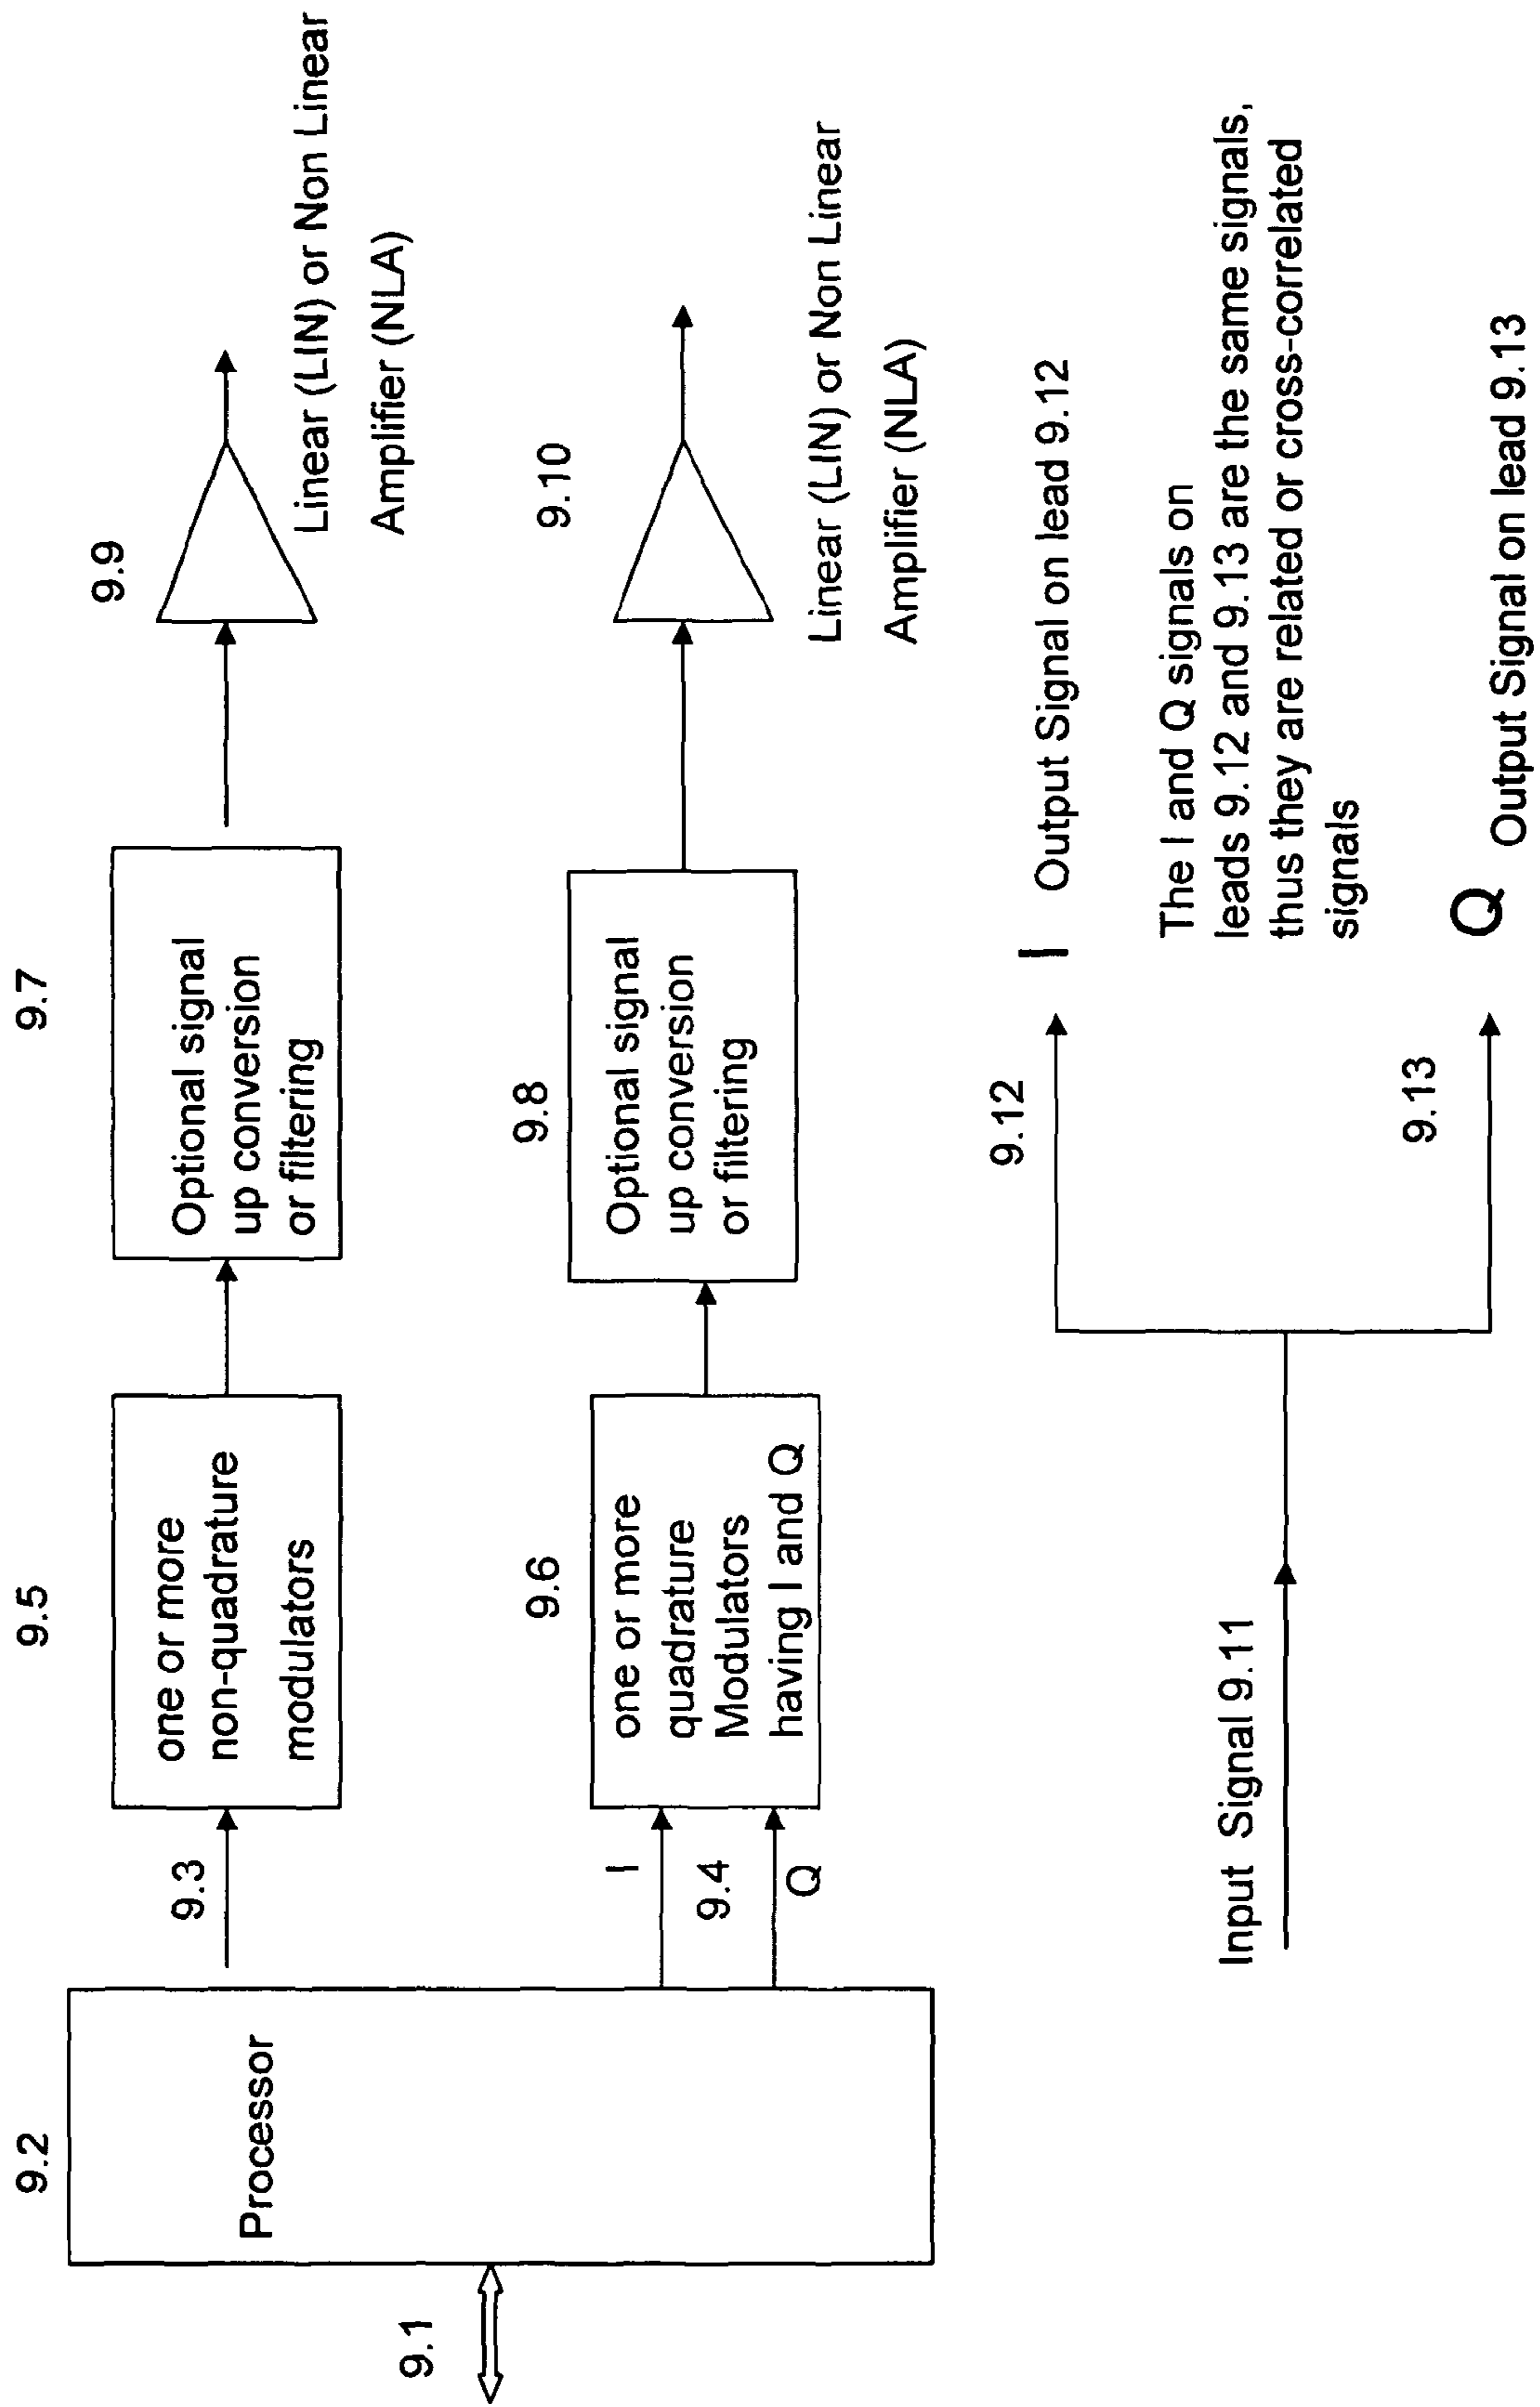 9.1
9.2
Processor
9.3
9.5
one or more
non-quadrature
modulators
9.7
Optional signal
up conversion
or filtering
9.9
Linear (LIN) or Non Linear
Amplifier (NLA)
I
9.4
Q
9.6
one or more
quadrature
Modulators
having I and Q
9.8
Optional signal
up conversion
or filtering
9.10
Linear (LIN) or Non Linear
Amplifier (NLA)
Input Signal 9.11
9.12
I Output Signal on lead 9.12
The I and Q signals on
leads 9.12 and 9.13 are the same signals,
thus they are related or cross-correlated
signals
9.13
Q Output Signal on lead 9.13